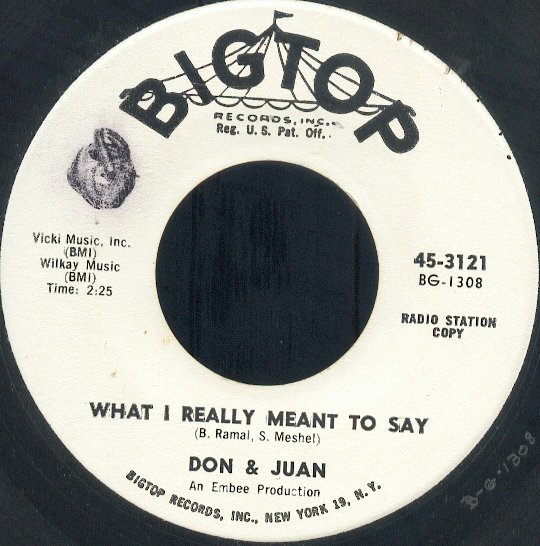 BIGTOP
RECORDS, INC.
Reg. U. S. Pat. Off.
Vicki Music, Inc.
(BMI)
Wilkay Music
(BMI)
Time: 2:25
45-3121
BG-1308
RADIO STATION
COPY
WHAT I REALLY MEANT TO SAY
(B. Ramal, S. Meshel)
DON & JUAN
An Embee Production
BIGTOP RECORDS, INC., NEW YORK 19, N. Y.
B-G-1308